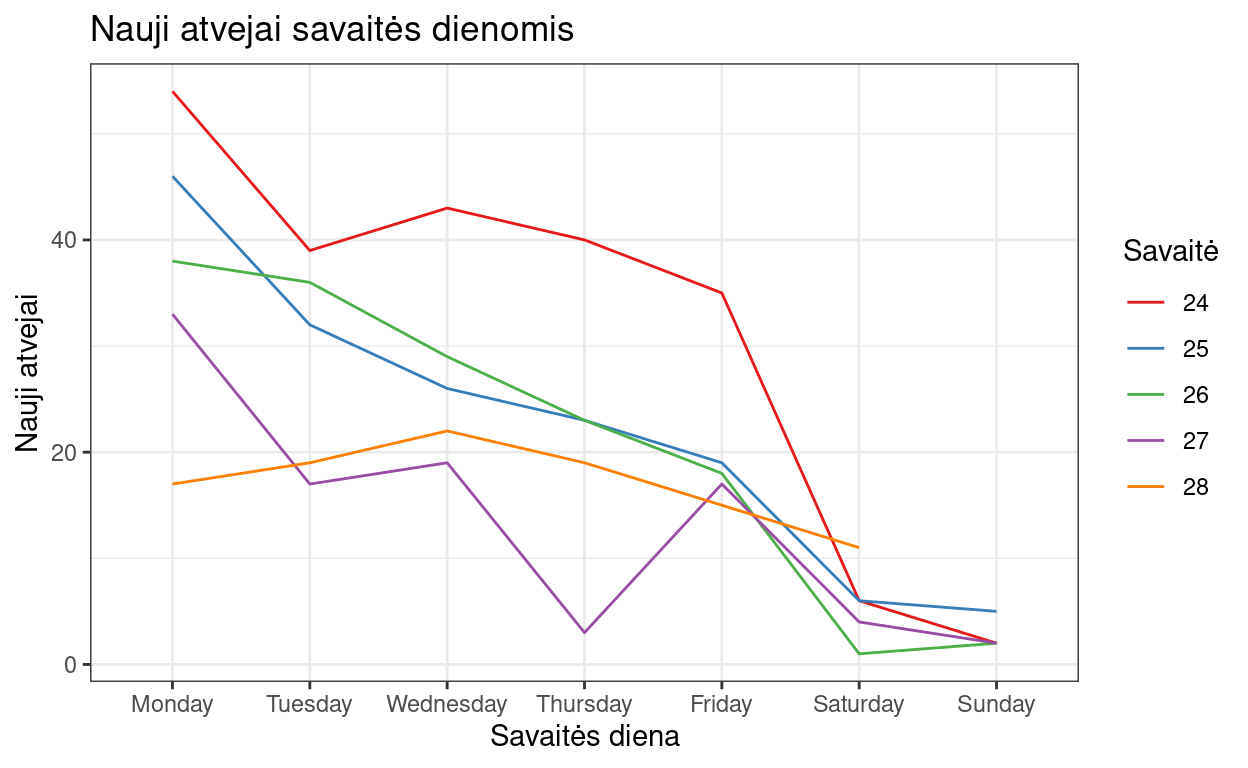 Nauji atvejai savaitės dienomis
Nauji atvejai
40
20
0
Monday Tuesday Wednesday Thursday Friday Saturday Sunday
Savaitės diena
Savaitė
24
25
26
27
28